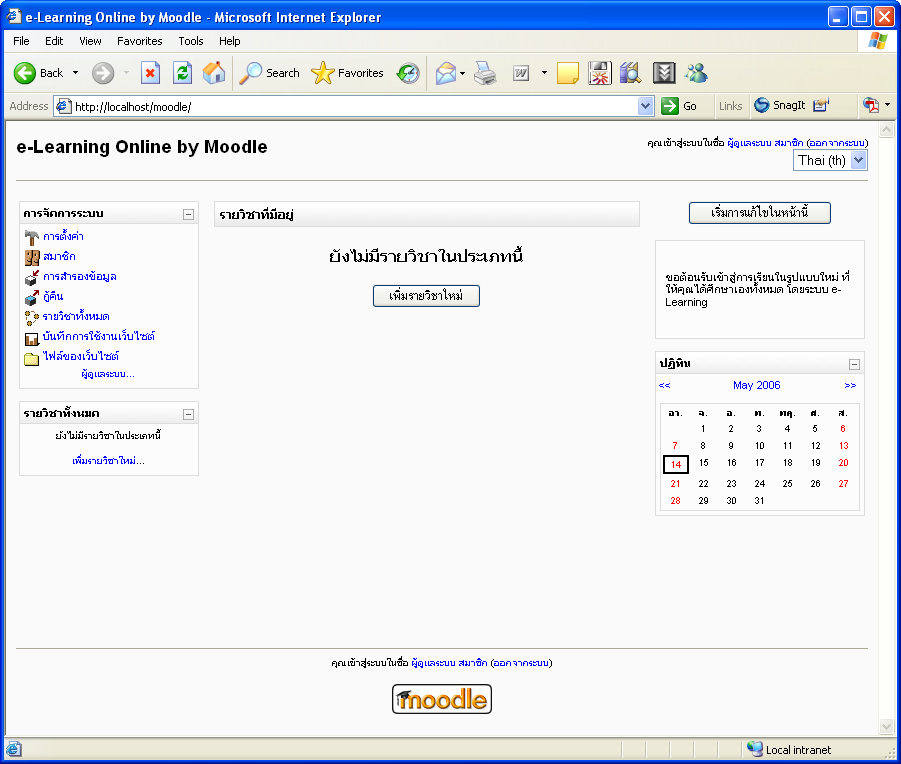 e-Learning Online by Moodle - Microsoft Internet Explorer
File Edit View Favorites Tools Help
Back Search Favorites
Address http://localhost/moodle/ Go Links SnagIt
e-Learning Online by Moodle
คุณเข้าสู่ระบบในชื่อ ผู้ดูแลระบบ สมาชิก (ออกจากระบบ)
Thai (th)
การจัดการระบบ
การตั้งค่า
สมาชิก
การสำรองข้อมูล
กู้คืน
รายวิชาทั้งหมด
บันทึกการใช้งานเว็บไซต์
ไฟล์ของเว็บไซต์
ผู้ดูแลระบบ...
รายวิชาทั้งหมด
ยังไม่มีรายวิชาในประเภทนี้
เพิ่มรายวิชาใหม่...
รายวิชาที่มีอยู่
ยังไม่มีรายวิชาในประเภทนี้
เพิ่มรายวิชาใหม่
เริ่มการแก้ไขในหน้านี้
ขอต้อนรับเข้าสู่การเรียนในรูปแบบใหม่ ที่
ให้คุณได้ศึกษาเองทั้งหมด โดยระบบ e-
Learning
ปฏิทิน
<< May 2006 >>
อา. จ. อ. พ. พฤ. ศ. ส.
1 2 3 4 5 6
7 8 9 10 11 12 13
14 15 16 17 18 19 20
21 22 23 24 25 26 27
28 29 30 31
คุณเข้าสู่ระบบในชื่อ ผู้ดูแลระบบ สมาชิก (ออกจากระบบ)
moodle
Local intranet